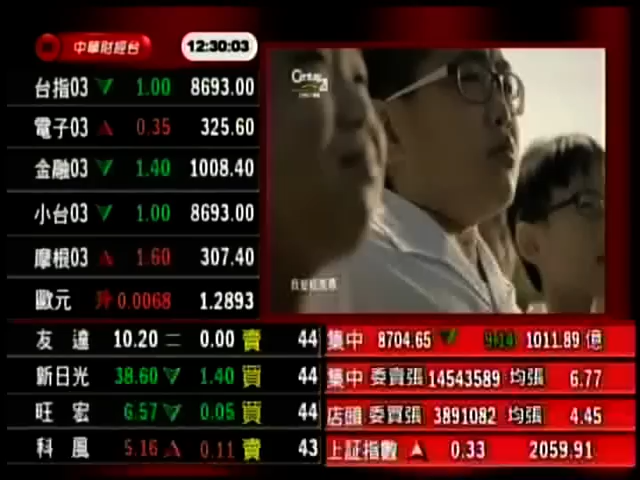 中華財經台 12:30:03
台指03 ▽ 1.00 8693.00
電子03 △ 0.35 325.60
金融03 ▽ 1.40 1008.40
小台03 ▽ 1.00 8693.00
摩根03 △ 1.60 307.40
歐元 0.0068 1.2893
Century 21
友達 10.20 = 0.00 賣 44
新日光 38.60 ▽ 1.40 買 44
旺宏 6.57 ▽ 0.05 買 44
科風 5.16 △ 0.11 賣 43
集中 8704.65 ▼ 1011.89 億
集中 委賣張 14543589 均張 6.77
店頭 委買張 3891082 均張 4.45
上証指數 ▲ 0.33 2059.91